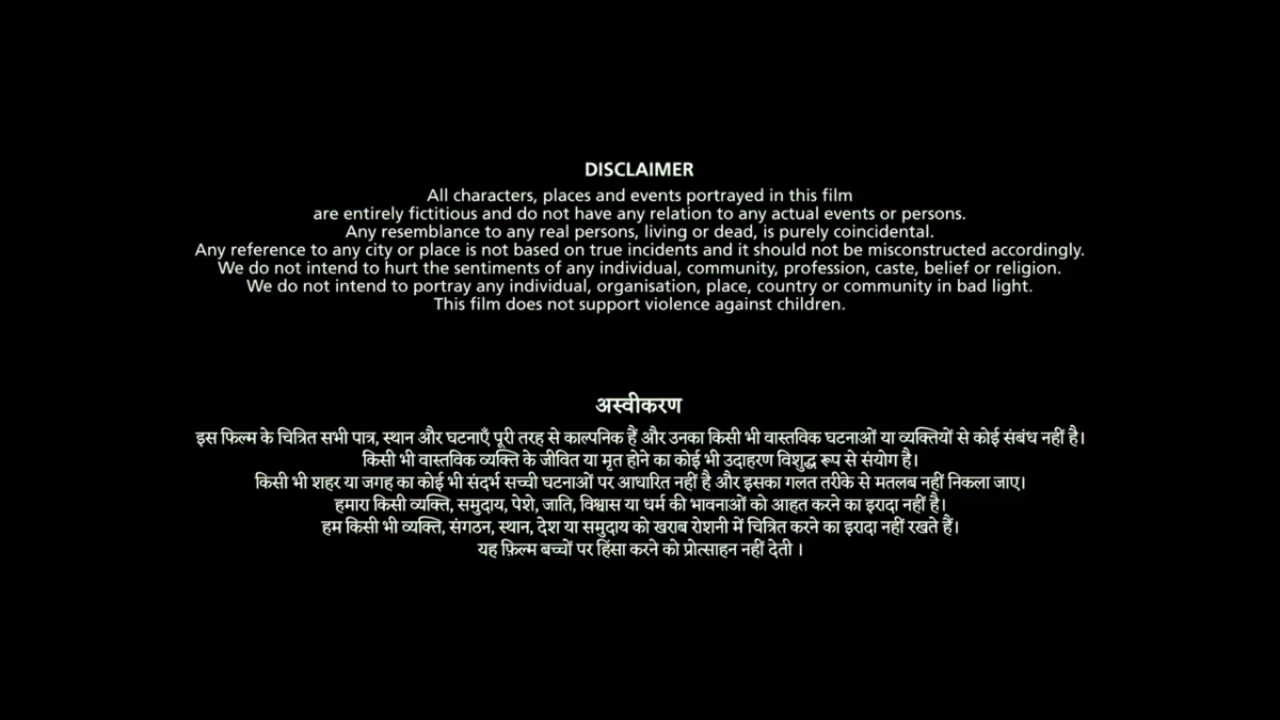 DISCLAIMER
All characters, places and events portrayed in this film
are entirely fictitious and do not have any relation to any actual events or persons.
Any resemblance to any real persons, living or dead, is purely coincidental.
Any reference to any city or place is not based on true incidents and it should not be misconstructed accordingly.
We do not intend to hurt the sentiments of any individual, community, profession, caste, belief or religion.
We do not intend to portray any individual, organisation, place, country or community in bad light.
This film does not support violence against children.
अस्वीकरण
इस फिल्म के चित्रित सभी पात्र, स्थान और घटनाएँ पूरी तरह से काल्पनिक हैं और उनका किसी भी वास्तविक घटनाओं या व्यक्तियों से कोई संबंध नहीं है।
किसी भी वास्तविक व्यक्ति के जीवित या मृत होने का कोई भी उदाहरण विशुद्ध रूप से संयोग है।
किसी भी शहर या जगह का कोई भी संदर्भ सच्ची घटनाओं पर आधारित नहीं है और इसका गलत तरीके से मतलब नहीं निकला जाए।
हमारा किसी व्यक्ति, समुदाय, पेशे, जाति, विश्वास या धर्म की भावनाओं को आहत करने का इरादा नहीं है।
हम किसी भी व्यक्ति, संगठन, स्थान, देश या समुदाय को खराब रोशनी में चित्रित करने का इरादा नहीं रखते हैं।
यह फ़िल्म बच्चों पर हिंसा करने को प्रोत्साहन नहीं देती ।